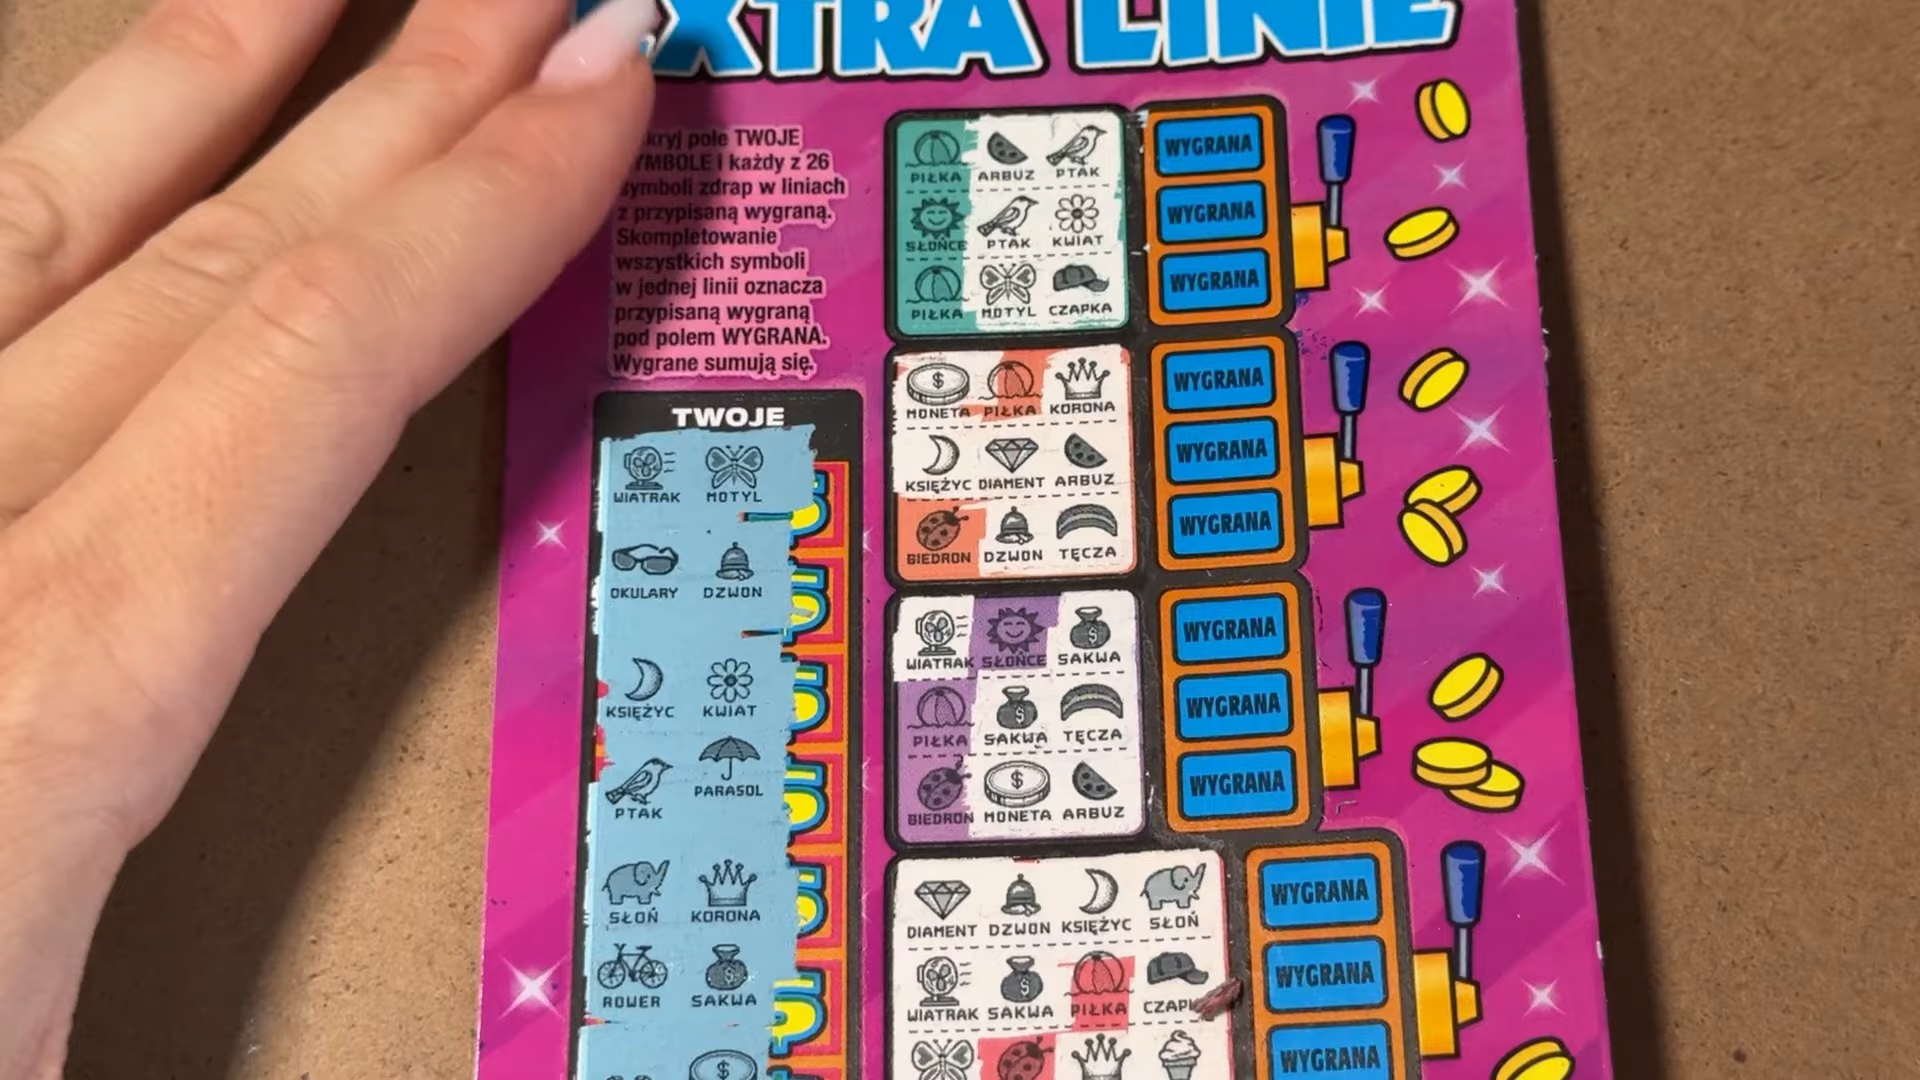 EXTRA LINIE
kryj pole TWOJE
YMBOLE i każdy z 26
symboli zdrap w liniach
z przypisaną wygraną.
Skompletowanie
wszystkich symboli
w jednej linii oznacza
przypisaną wygraną
pod polem WYGRANA.
Wygrane sumują się.
TWOJE
WIATRAK MOTYL
OKULARY DZWON
KSIĘŻYC KWIAT
PTAK PARASOL
SŁOŃ KORONA
ROWER SAKWA
PIŁKA ARBUZ PTAK
SŁOŃCE PTAK KWIAT
PIŁKA MOTYL CZAPKA
WYGRANA
WYGRANA
WYGRANA
MONETA PIŁKA KORONA
KSIĘŻYC DIAMENT ARBUZ
BIEDRON DZWON TĘCZA
WYGRANA
WYGRANA
WYGRANA
WIATRAK SŁOŃCE SAKWA
PIŁKA SAKWA TĘCZA
BIEDRON MONETA ARBUZ
WYGRANA
WYGRANA
WYGRANA
DIAMENT DZWON KSIĘŻYC SŁOŃ
WIATRAK SAKWA PIŁKA CZAPK
WYGRANA
WYGRANA
WYGRANA